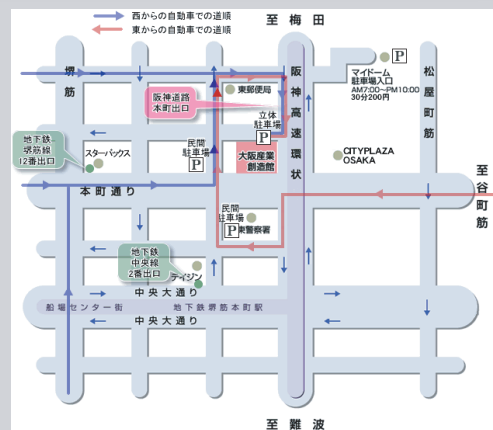 西からの自動車での道順
東からの自動車での道順
至梅田
堺筋
阪神道路
本町出口
東郵便局
阪神高速環状
P
マイドーム
駐車場入口
AM7:00~PM10:00
30分200円
松屋町筋
立体
駐車場
P
地下鉄
堺筋線
12番出口
スターバックス
民間
駐車場
P
大阪産業
創造館
CITYPLAZA
OSAKA
本町通り
至谷町筋
民間
駐車場
P
東警察署
地下鉄
中央線
2番出口
テイジン
中央大通り
船場センター街
地下鉄堺筋本町駅
中央大通り
至難波